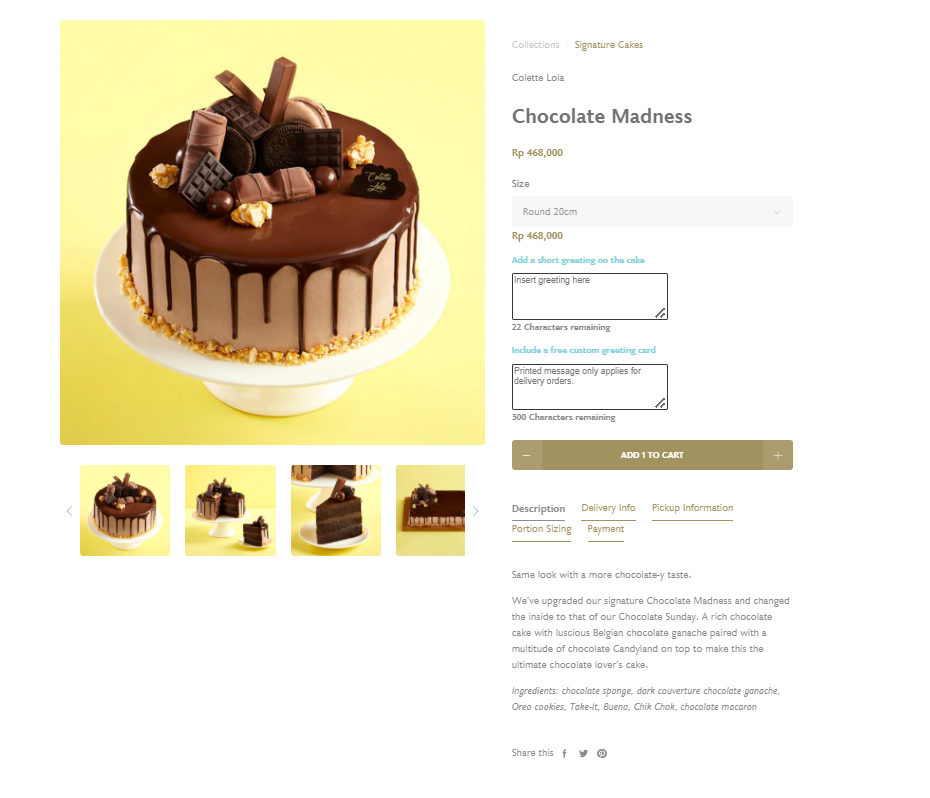 Collections
Signature Cakes
Colette Lola
Chocolate Madness
Rp 468,000
Size
Round 20cm
Rp 468,000
Add a short greeting on the cake
Insert greeting here
22 Characters remaining
Include a free custom greeting card
Printed message only applies for
delivery orders.
300 Characters remaining
− ADD 1 TO CART +
Description Delivery Info Pickup Information
Portion Sizing Payment
Same look with a more chocolate-y taste.
We've upgraded our signature Chocolate Madness and changed
the inside to that of our Chocolate Sunday. A rich chocolate
cake with luscious Belgian chocolate ganache paired with a
multitude of chocolate Candyland on top to make this the
ultimate chocolate lover's cake.
Ingredients: chocolate sponge, dark couverture chocolate ganache,
Oreo cookies, Take-It, Bueno, Chik Chok, chocolate macaron
Share this
Colette
Lola